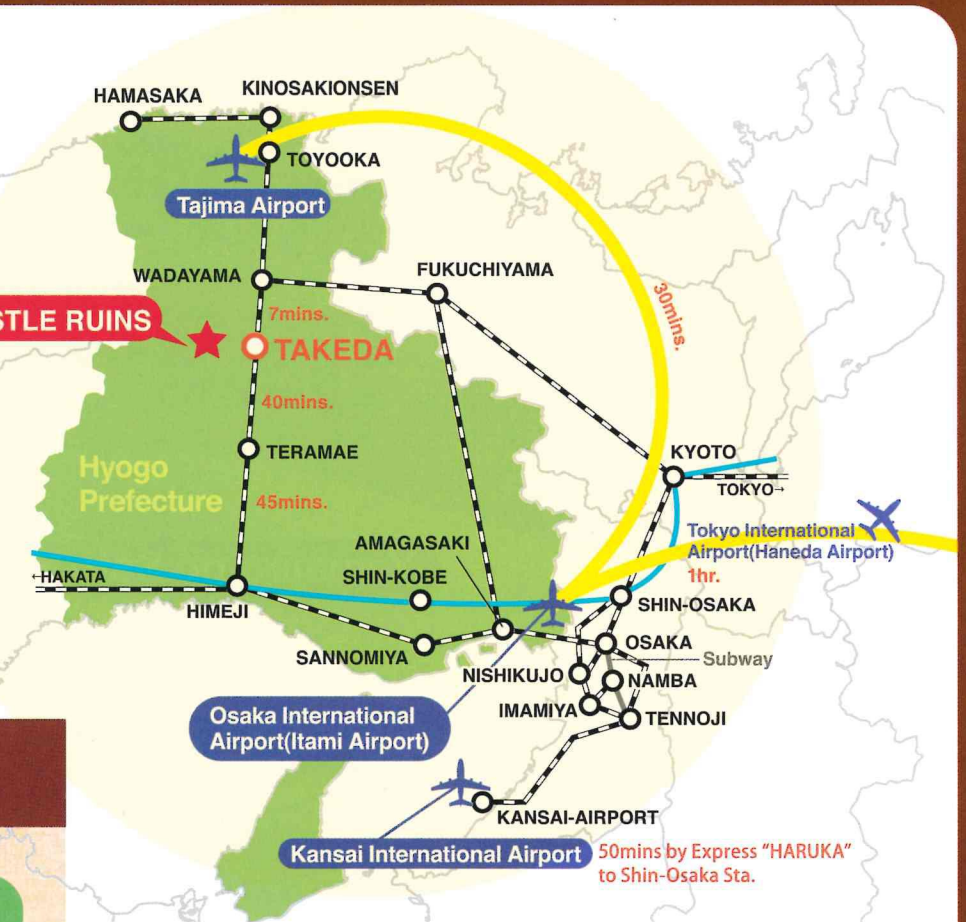 HAMASAKA
KINOSAKIONSEN
TOYOOKA
Tajima Airport
WADAYAMA
FUKUCHIYAMA
7mins.
30mins.
STLE RUINS
TAKEDA
40mins.
TERAMAE
KYOTO
Hyogo
Prefecture
45mins.
TOKYO→
Tokyo International
Airport(Haneda Airport)
1hr.
AMAGASAKI
SHIN-KOBE
←HAKATA
HIMEJI
SHIN-OSAKA
SANNOMIYA
OSAKA
Subway
NISHIKUJO
NAMBA
IMAMIYA
TENNOJI
Osaka International
Airport(Itami Airport)
KANSAI-AIRPORT
Kansai International Airport
50mins by Express "HARUKA"
to Shin-Osaka Sta.